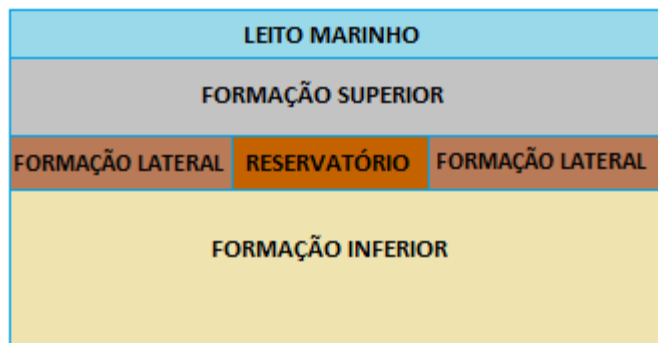 LEITO MARINHO
FORMAÇÃO SUPERIOR
FORMAÇÃO LATERAL RESERVATÓRIO FORMAÇÃO LATERAL
FORMAÇÃO INFERIOR